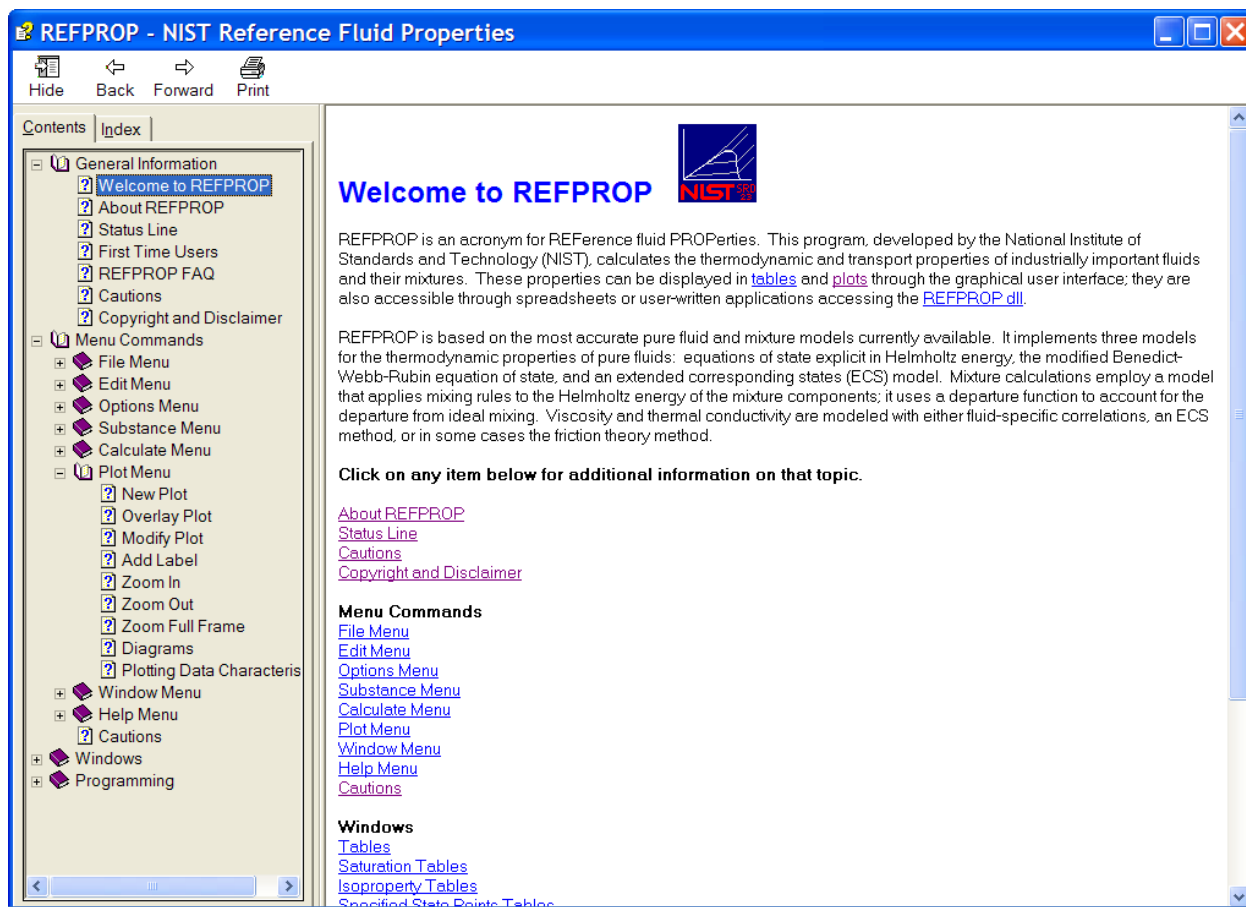 REFPROP - NIST Reference Fluid Properties
Hide Back Forward Print
Contents Index
General Information
Welcome to REFPROP
About REFPROP
Status Line
First Time Users
REFPROP FAQ
Cautions
Copyright and Disclaimer
Menu Commands
File Menu
Edit Menu
Options Menu
Substance Menu
Calculate Menu
Plot Menu
New Plot
Overlay Plot
Modify Plot
Add Label
Zoom In
Zoom Out
Zoom Full Frame
Diagrams
Plotting Data Characteris
Window Menu
Help Menu
Cautions
Windows
Programming
Welcome to REFPROP
NIST SRD 23
REFPROP is an acronym for REFerence fluid PROPerties. This program, developed by the National Institute of
Standards and Technology (NIST), calculates the thermodynamic and transport properties of industrially important fluids
and their mixtures. These properties can be displayed in tables and plots through the graphical user interface; they are
also accessible through spreadsheets or user-written applications accessing the REFPROP dll.
REFPROP is based on the most accurate pure fluid and mixture models currently available. It implements three models
for the thermodynamic properties of pure fluids: equations of state explicit in Helmholtz energy, the modified Benedict-
Webb-Rubin equation of state, and an extended corresponding states (ECS) model. Mixture calculations employ a model
that applies mixing rules to the Helmholtz energy of the mixture components; it uses a departure function to account for the
departure from ideal mixing. Viscosity and thermal conductivity are modeled with either fluid-specific correlations, an ECS
method, or in some cases the friction theory method.
Click on any item below for additional information on that topic.
About REFPROP
Status Line
Cautions
Copyright and Disclaimer
Menu Commands
File Menu
Edit Menu
Options Menu
Substance Menu
Calculate Menu
Plot Menu
Window Menu
Help Menu
Cautions
Windows
Tables
Saturation Tables
Isoproperty Tables
Specified State Points Tables